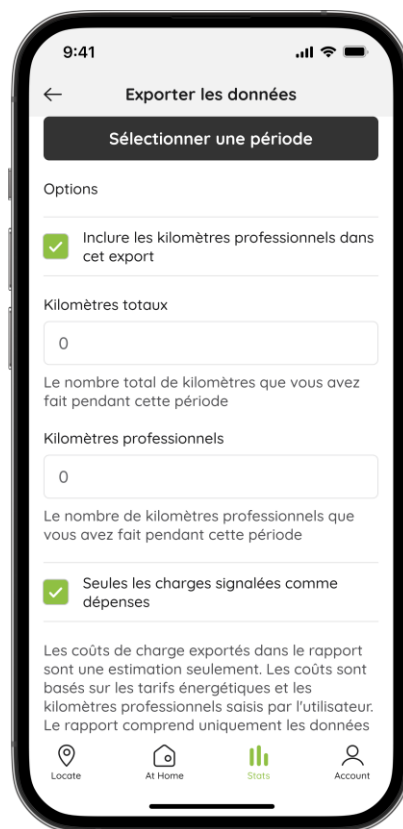 9:41
Exporter les données
Sélectionner une période
Options
Inclure les kilomètres professionnels dans
cet export
Kilomètres totaux
0
Le nombre total de kilomètres que vous avez
fait pendant cette période
Kilomètres professionnels
0
Le nombre de kilomètres professionnels que
vous avez fait pendant cette période
Seules les charges signalées comme
dépenses
Les coûts de charge exportés dans le rapport
sont une estimation seulement. Les coûts sont
basés sur les tarifs énergétiques et les
kilomètres professionnels saisis par l'utilisateur.
Le rapport comprend uniquement les données
Locate
At Home
Stats
Account